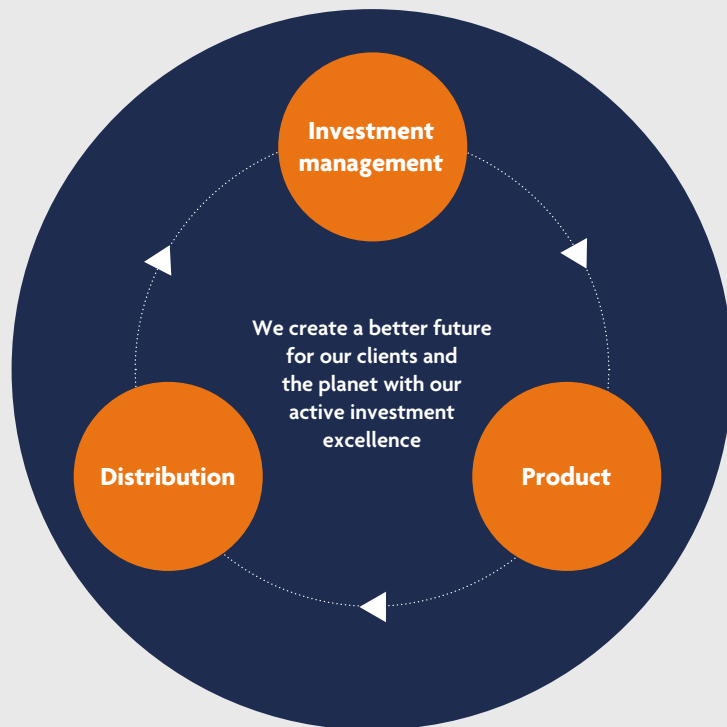 Investment
management
We create a better future
for our clients and
the planet with our
active investment
excellence
Distribution
Product